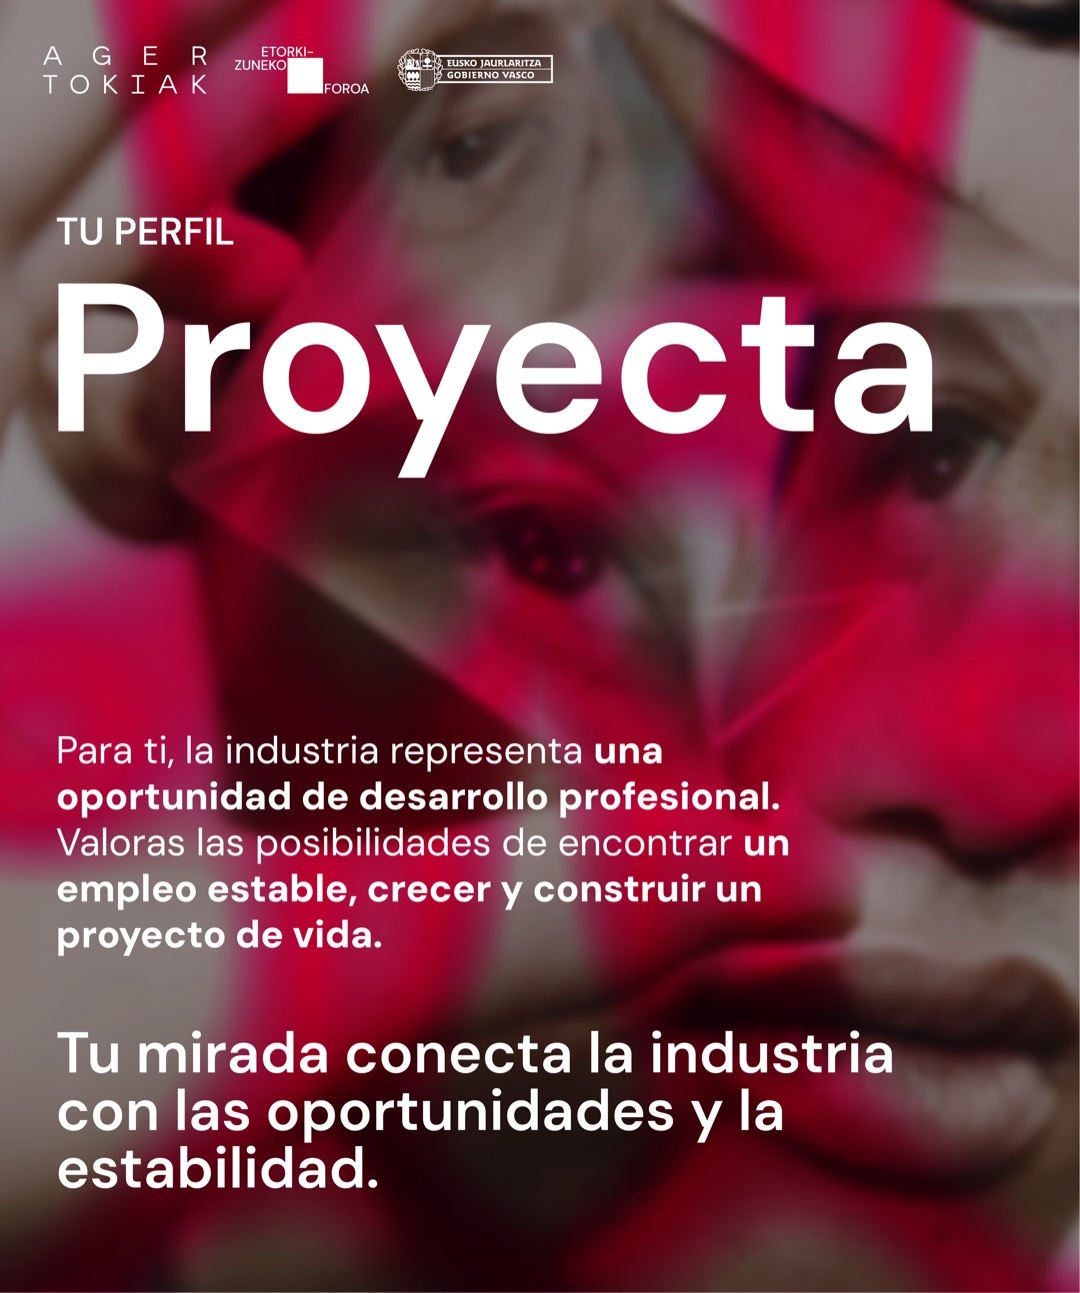 AGER
TOKIAK
ETORKI-
ZUNEKO
FOROA
EUSKO JAURLARITZA
GOBIERNO VASCO
TU PERFIL
Proyecta
Para ti, la industria representa una
oportunidad de desarrollo profesional.
Valoras las posibilidades de encontrar un
empleo estable, crecer y construir un
proyecto de vida.
Tu mirada conecta la industria
con las oportunidades y la
estabilidad.